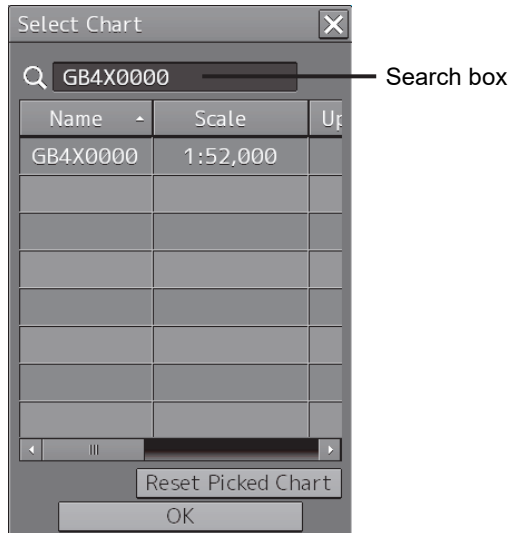 Select Chart
GB4X0000
Search box
Name Scale Up
GB4X0000 1:52,000
Reset Picked Chart
OK